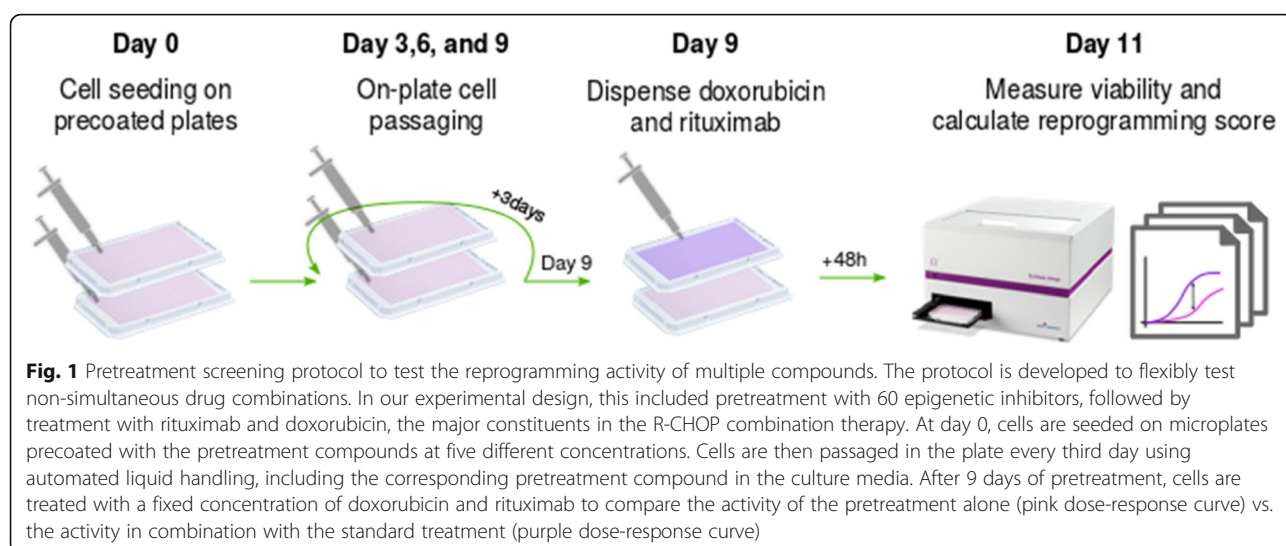 Day 0
Cell seeding on
precoated plates
Day 3,6, and 9
On-plate cell
passaging
+3days
Day 9
Day 9
Dispense doxorubicin
and rituximab
+48h
Day 11
Measure viability and
calculate reprogramming score
Fig. 1 Pretreatment screening protocol to test the reprogramming activity of multiple compounds. The protocol is developed to flexibly test
non-simultaneous drug combinations. In our experimental design, this included pretreatment with 60 epigenetic inhibitors, followed by
treatment with rituximab and doxorubicin, the major constituents in the R-CHOP combination therapy. At day 0, cells are seeded on microplates
precoated with the pretreatment compounds at five different concentrations. Cells are then passaged in the plate every third day using
automated liquid handling, including the corresponding pretreatment compound in the culture media. After 9 days of pretreatment, cells are
treated with a fixed concentration of doxorubicin and rituximab to compare the activity of the pretreatment alone (pink dose-response curve) vs.
the activity in combination with the standard treatment (purple dose-response curve)